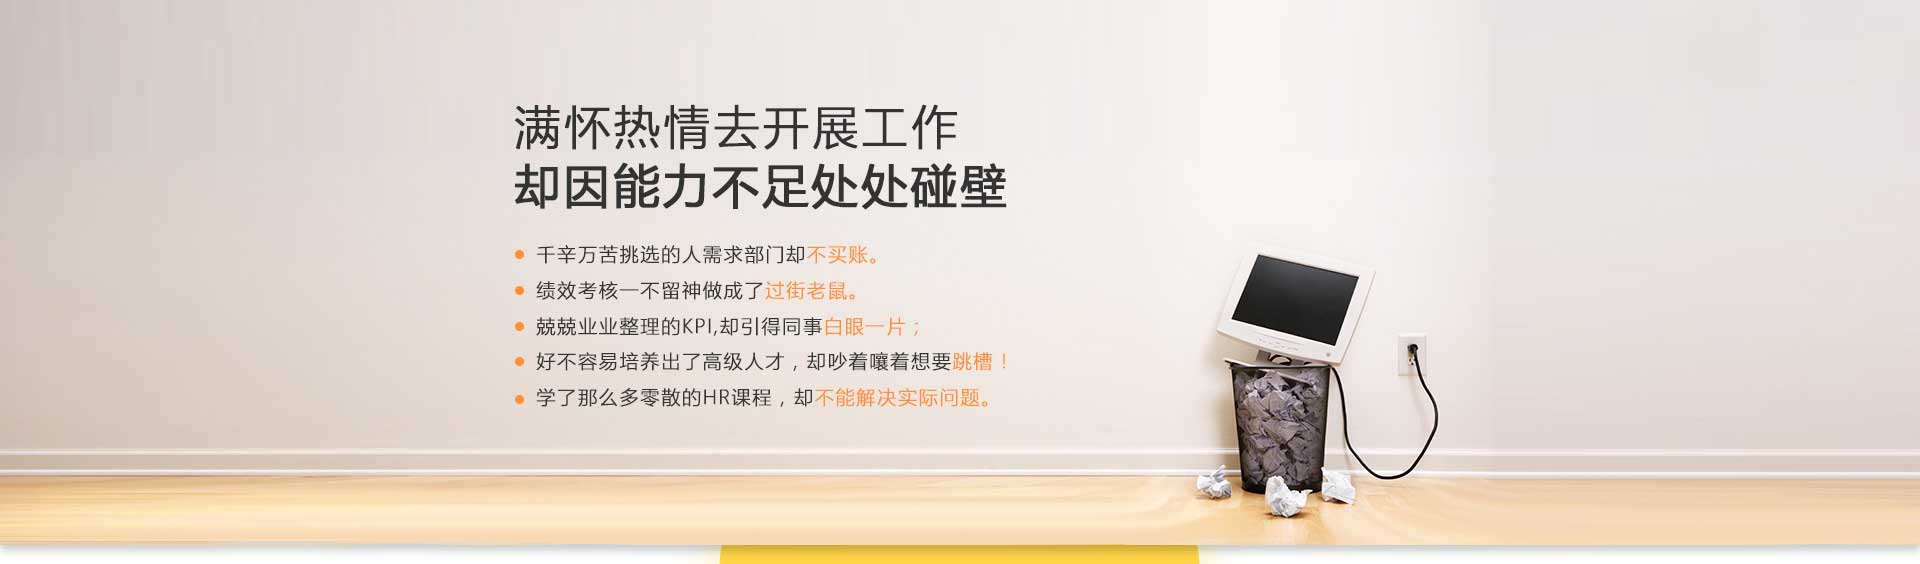 满怀热情去开展工作
却因能力不足处处碰壁
千辛万苦挑选的人需求部门却不买账。
绩效考核一不留神做成了过街老鼠。
兢兢业业整理的KPI,却引得同事白眼一片；
好不容易培养出了高级人才，却吵着嚷着想要跳槽！
学了那么多零散的HR课程，却不能解决实际问题。